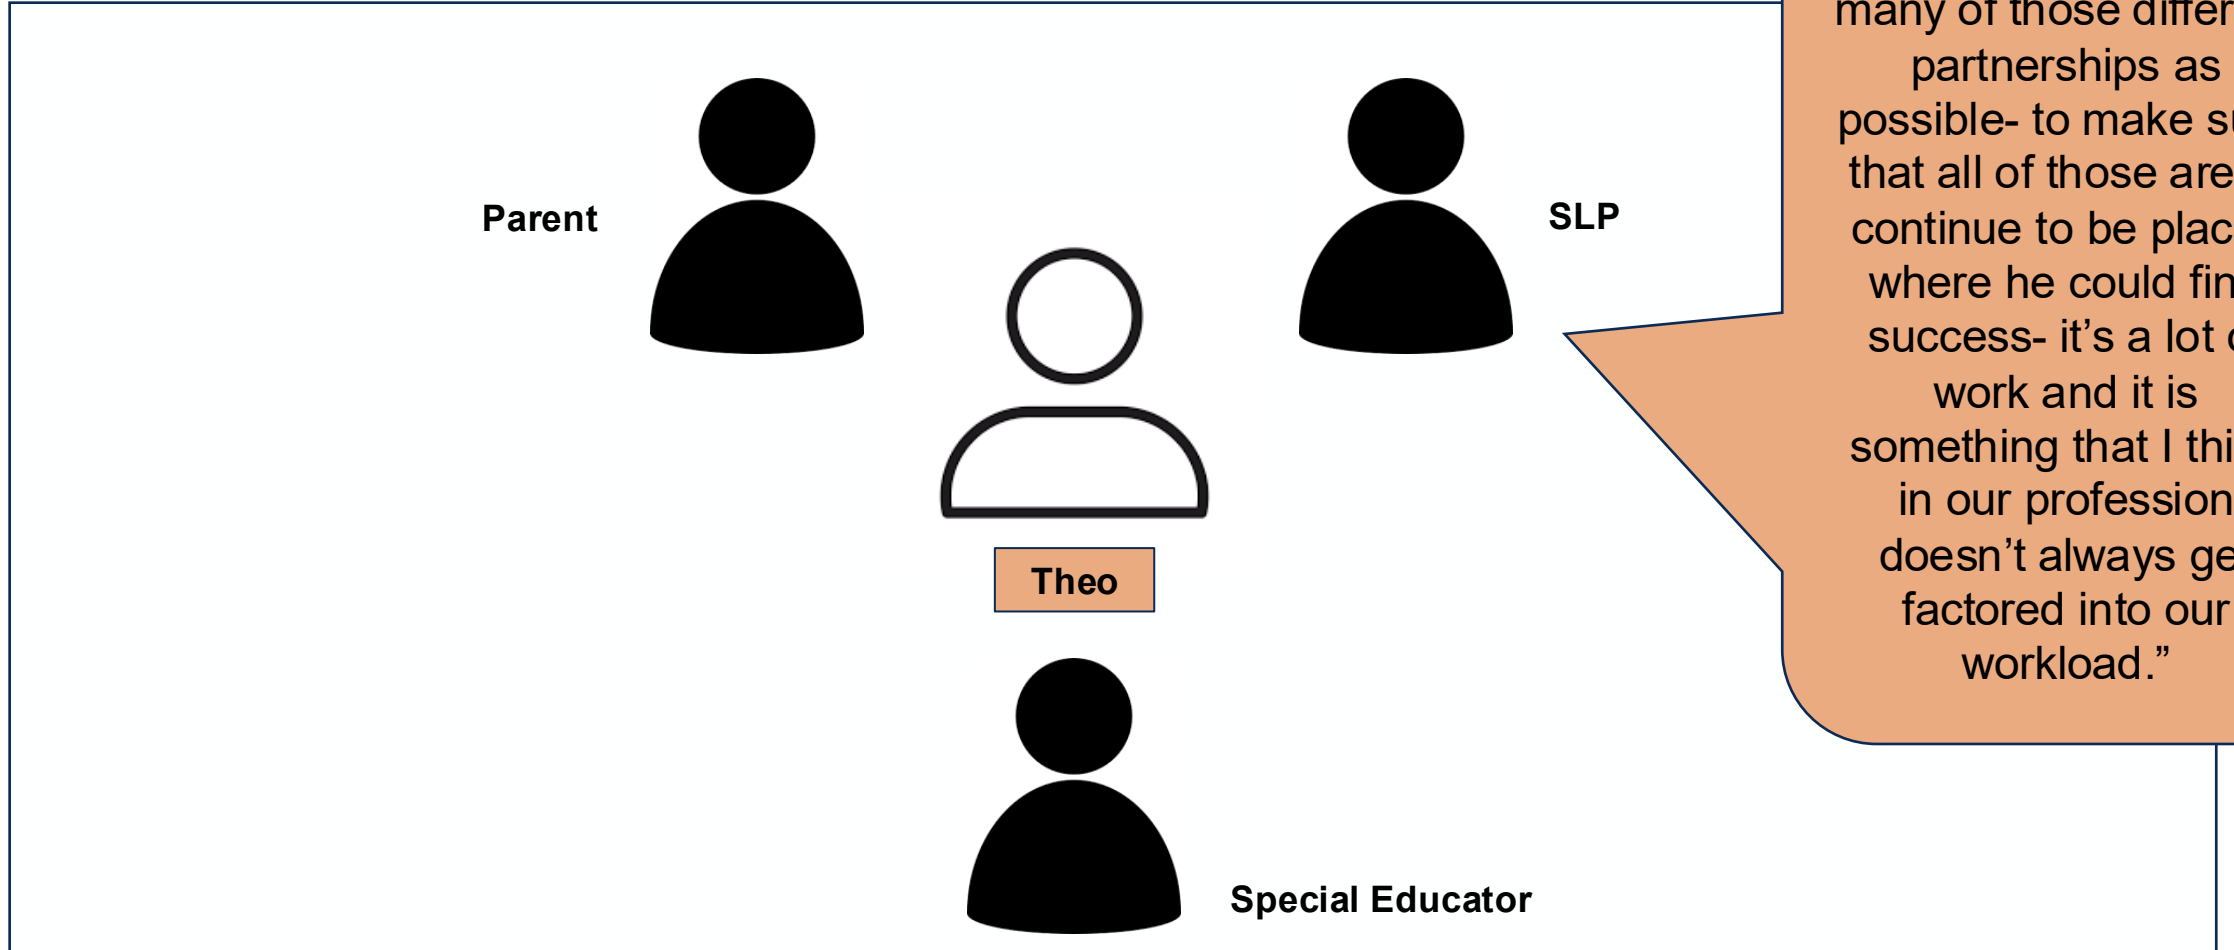 Parent
SLP
Theo
Special Educator
many of those
partnerships as
possible- to make
that all of those
continue to be
where he could
success- it’s a lot
work and it is
something that I
in our profession
doesn’t always
factored into our
workload.”